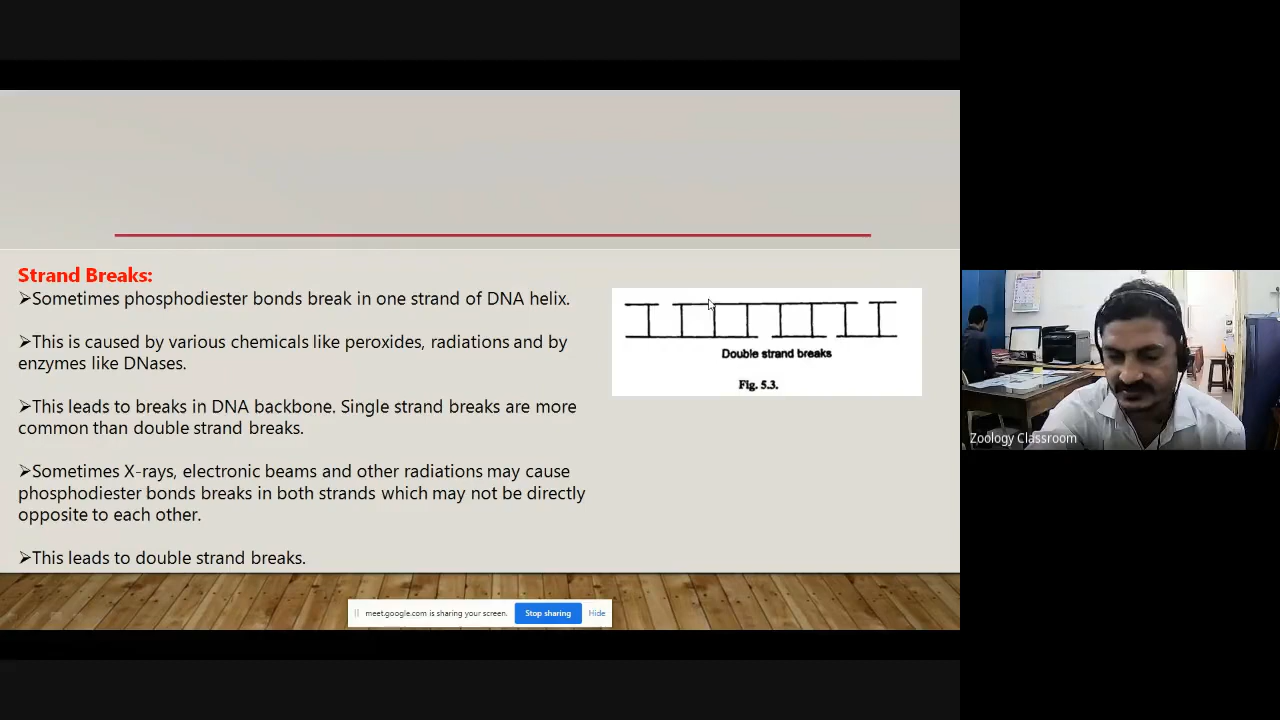 Strand Breaks:
➢Sometimes phosphodiester bonds break in one strand of DNA helix.
➢This is caused by various chemicals like peroxides, radiations and by
enzymes like DNases.
➢This leads to breaks in DNA backbone. Single strand breaks are more
common than double strand breaks.
➢Sometimes X-rays, electronic beams and other radiations may cause
phosphodiester bonds breaks in both strands which may not be directly
opposite to each other.
➢This leads to double strand breaks.
Double strand breaks
Fig. 5.3.
Zoology Classroom
meet.google.com is sharing your screen.
Stop sharing
Hide